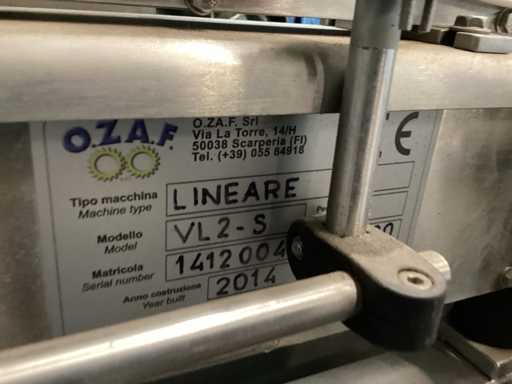 O.Z.A.F.
O.Z.A.F. Srl
Via La Torre, 14/H
50038 Scarperia (FI)
Tel. (+39) 055 84918
CE
Tipo macchina
Machine type
LINEARE
Modello
Model
VL2-S
Matricola
Serial number
1412004
Anno costruzione
Year built
2014